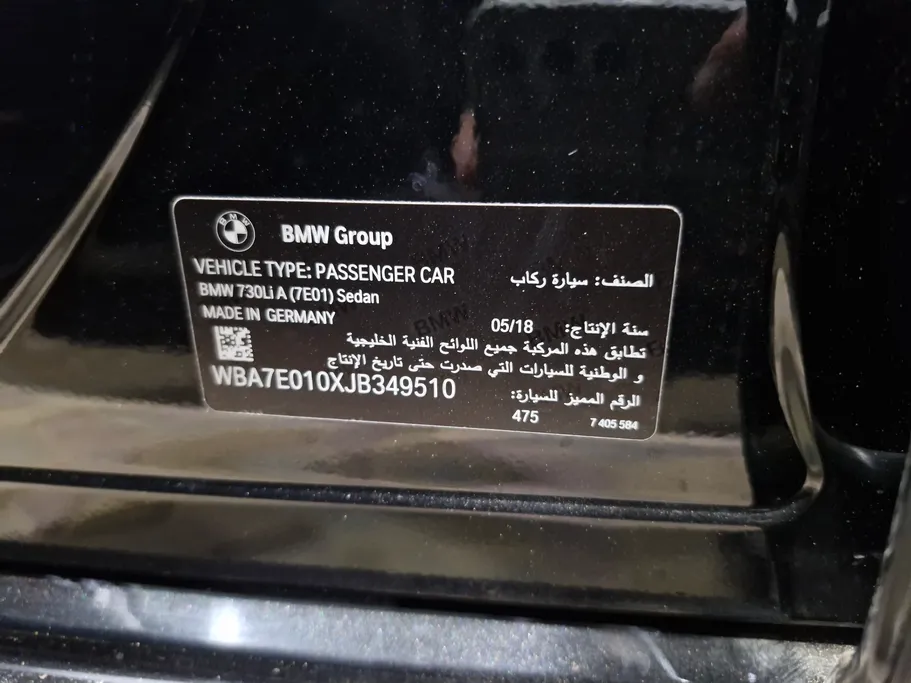 BMW
BMW Group
VEHICLE TYPE: PASSENGER CAR
الصنف: سيارة ركاب
BMW 730Li A (7E01) Sedan
MADE IN GERMANY
سنة الإنتاج: 05/18
تطابق هذه المركبة جميع اللوائح الفنية الخليجية
و الوطنية للسيارات التي صدرت حتى تاريخ الإنتاج
الرقم المميز للسيارة:
WBA7E010XJB349510
475
7 405 584